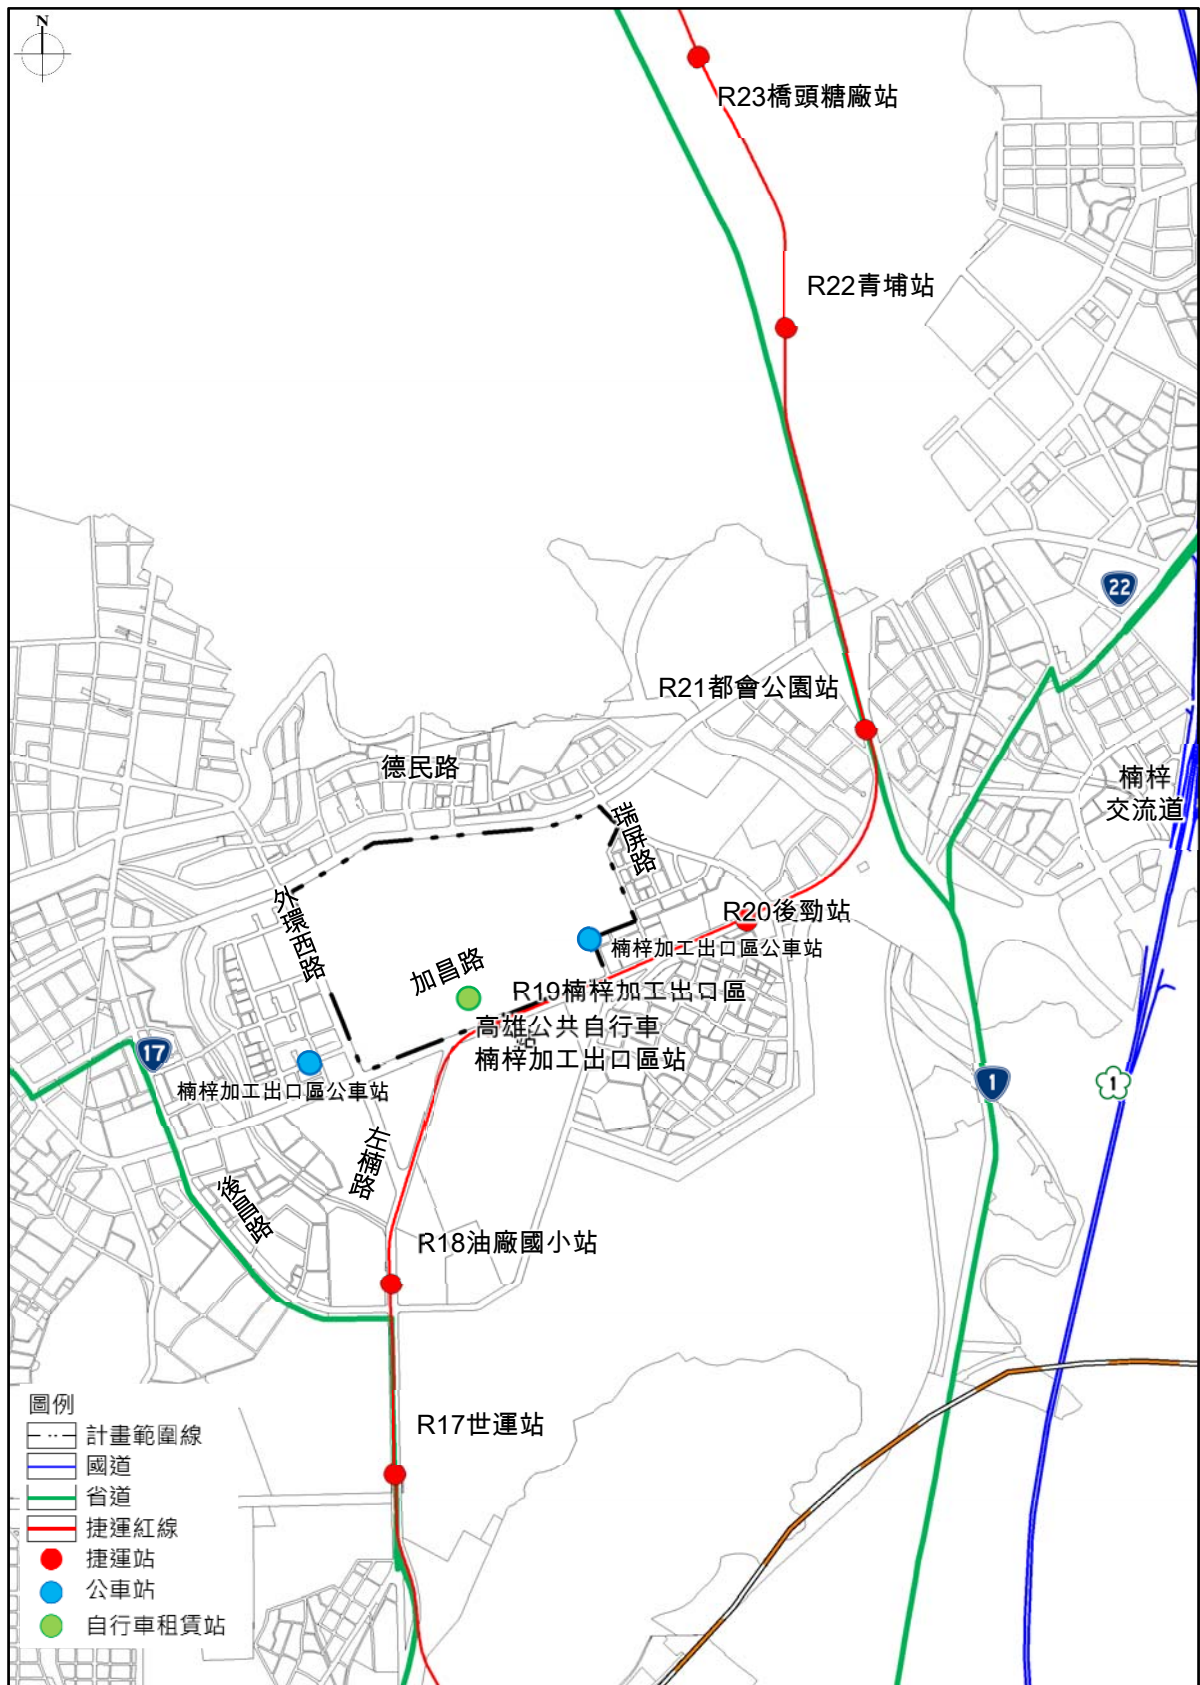 N
R23橋頭糖廠站
R22青埔站
22
R21都會公園站
德民路
楠梓
交流道
瑞屏路
外環西路
R20後勁站
楠梓加工出口區公車站
加昌路
R19楠梓加工出口區
站
高雄公共自行車
楠梓加工出口區站
17
楠梓加工出口區公車站
1
1
左楠路
後昌路
R18油廠國小站
R17世運站
圖例
計畫範圍線
國道
省道
捷運紅線
捷運站
公車站
自行車租賃站